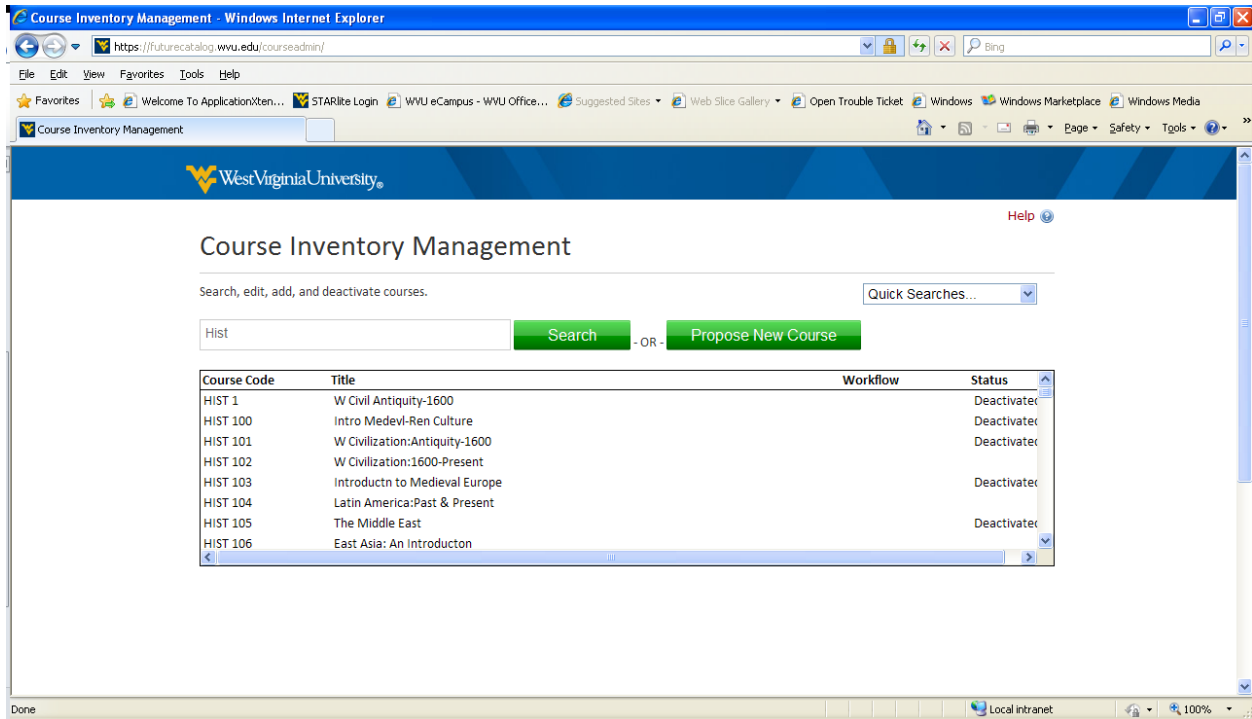 Course Inventory Management - Windows Internet Explorer
https://futurecatalog.wvu.edu/courseadmin/ Bing
File Edit View Favorites Tools Help
Favorites Welcome To ApplicationXten... STARlite Login WVU eCampus - WVU Office... Suggested Sites Web Slice Gallery Open Trouble Ticket Windows Windows Marketplace Windows Media
Course Inventory Management Page Safety Tools »
WestVirginiaUniversity®
Help
Course Inventory Management
Search, edit, add, and deactivate courses. Quick Searches...
Hist Search - OR - Propose New Course
Course Code Title Workflow Status
HIST 1 W Civil Antiquity-1600 Deactivated
HIST 100 Intro Medevl-Ren Culture Deactivated
HIST 101 W Civilization:Antiquity-1600 Deactivated
HIST 102 W Civilization:1600-Present
HIST 103 Introductn to Medieval Europe Deactivated
HIST 104 Latin America:Past & Present
HIST 105 The Middle East Deactivated
HIST 106 East Asia: An Introducton
Done Local intranet 100%